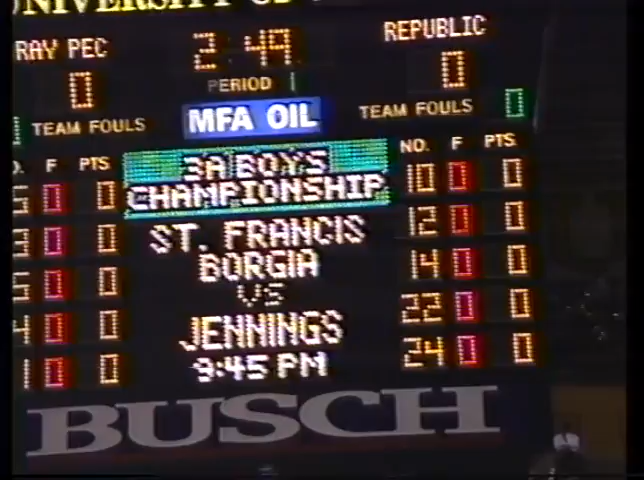 UNIVERSITY
RAY PEC 2:49 REPUBLIC
0 PERIOD 1 0
TEAM FOULS MFA OIL TEAM FOULS 0
F PTS NO. F PTS
3A BOYS
CHAMPIONSHIP
ST. FRANCIS
BORGIA
VS
JENNINGS
9:45 PM
0 0 10 0 0
0 0 12 0 0
0 0 14 0 0
0 0 22 0 0
0 0 24 0 0
BUSCH